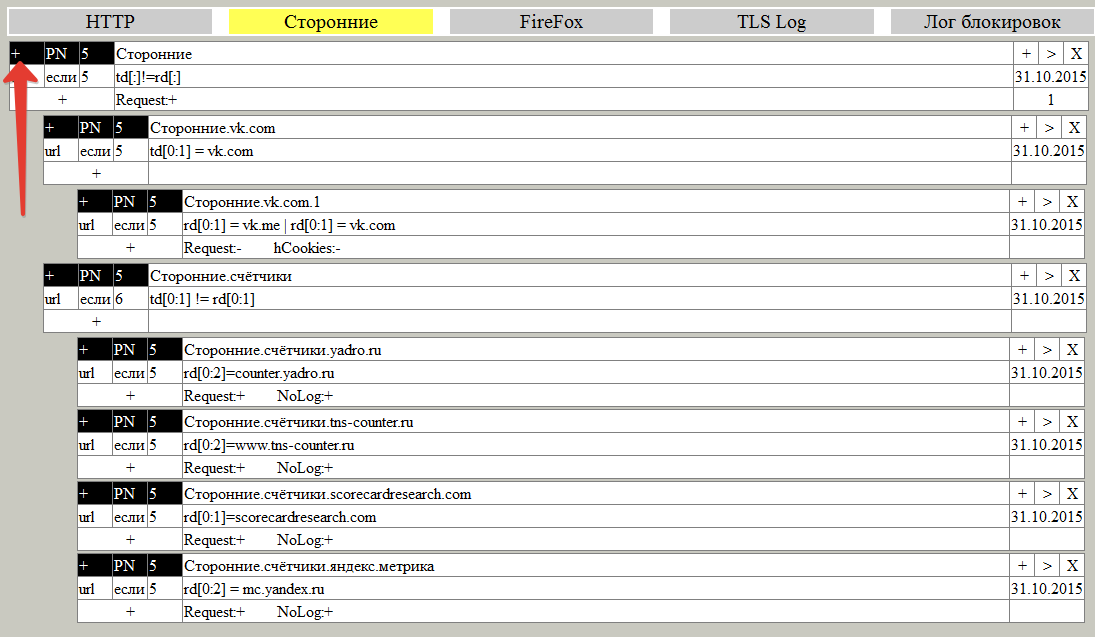 HTTP Сторонние FireFox TLS Log Лог блокировок
+ PN 5 Сторонние + > X
если 5 td[:]!=rd[:] 31.10.2015
+ Request:+ 1
+ PN 5 Сторонние.vk.com + > X
url если 5 td[0:1] = vk.com 31.10.2015
+
+ PN 5 Сторонние.vk.com.1 + > X
url если 5 rd[0:1] = vk.me | rd[0:1] = vk.com 31.10.2015
+ Request:- hCookies:-
+ PN 5 Сторонние.счётчики + > X
url если 6 td[0:1] != rd[0:1] 31.10.2015
+
+ PN 5 Сторонние.счётчики.yadro.ru + > X
url если 5 rd[0:2]=counter.yadro.ru 31.10.2015
+ Request:+ NoLog:+
+ PN 5 Сторонние.счётчики.tns-counter.ru + > X
url если 5 rd[0:2]=www.tns-counter.ru 31.10.2015
+ Request:+ NoLog:+
+ PN 5 Сторонние.счётчики.scorecardresearch.com + > X
url если 5 rd[0:1]=scorecardresearch.com 31.10.2015
+ Request:+ NoLog:+
+ PN 5 Сторонние.счётчики.яндекс.метрика + > X
url если 5 rd[0:2] = mc.yandex.ru 31.10.2015
+ Request:+ NoLog:+